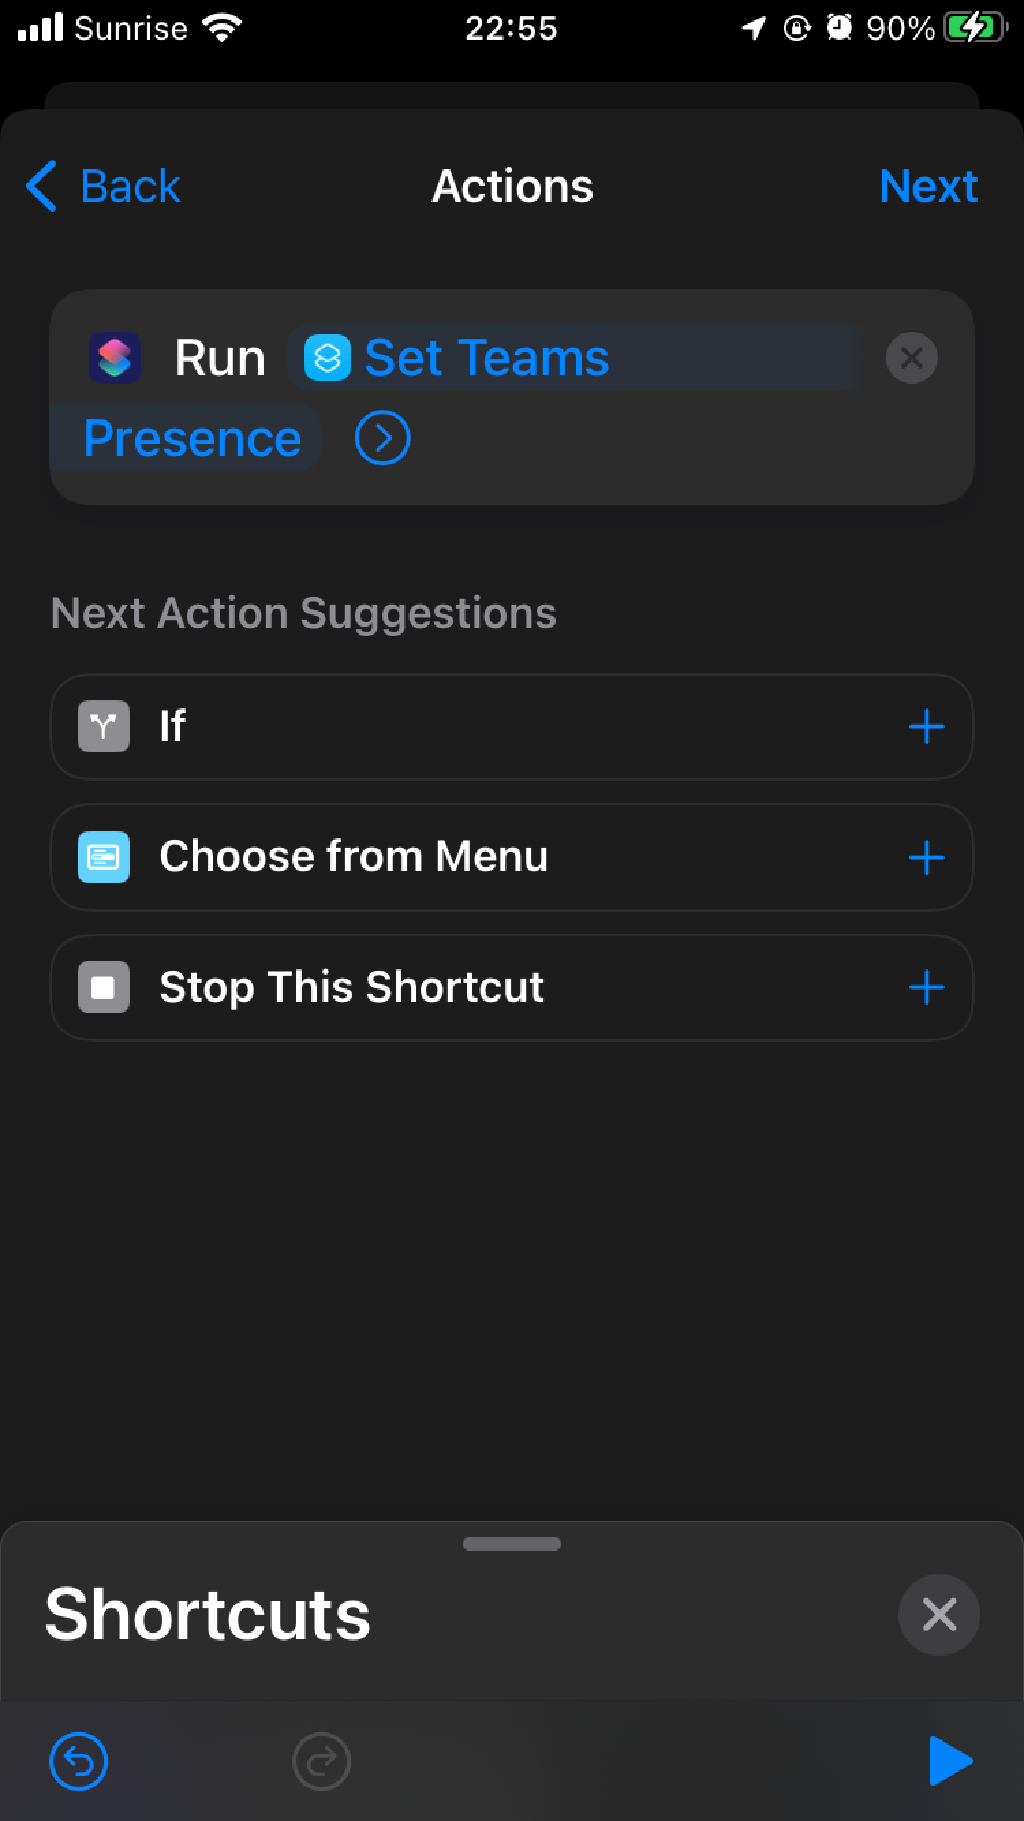 Sunrise 22:55 90%
Back Actions Next
Run Set Teams
Presence
Next Action Suggestions
If
Choose from Menu
Stop This Shortcut
Shortcuts